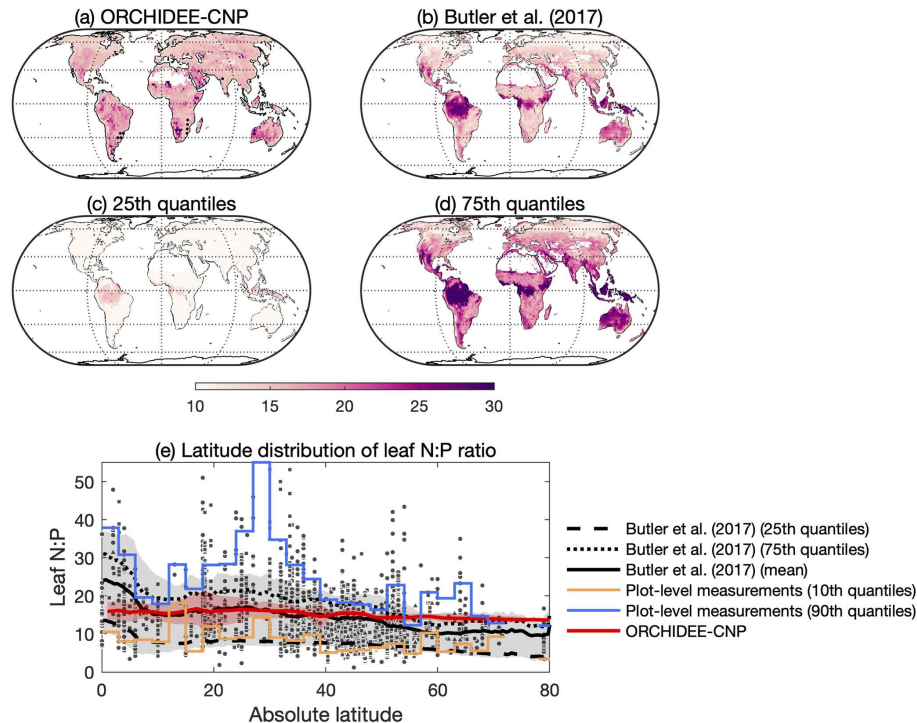 (a) ORCHIDEE-CNP
(b) Butler et al. (2017)
(c) 25th quantiles
(d) 75th quantiles
10 15 20 25 30
(e) Latitude distribution of leaf N:P ratio
Leaf N:P
50
40
30
20
10
0
0 20 40 60 80
Absolute latitude
Butler et al. (2017) (25th quantiles)
Butler et al. (2017) (75th quantiles)
Butler et al. (2017) (mean)
Plot-level measurements (10th quantiles)
Plot-level measurements (90th quantiles)
ORCHIDEE-CNP